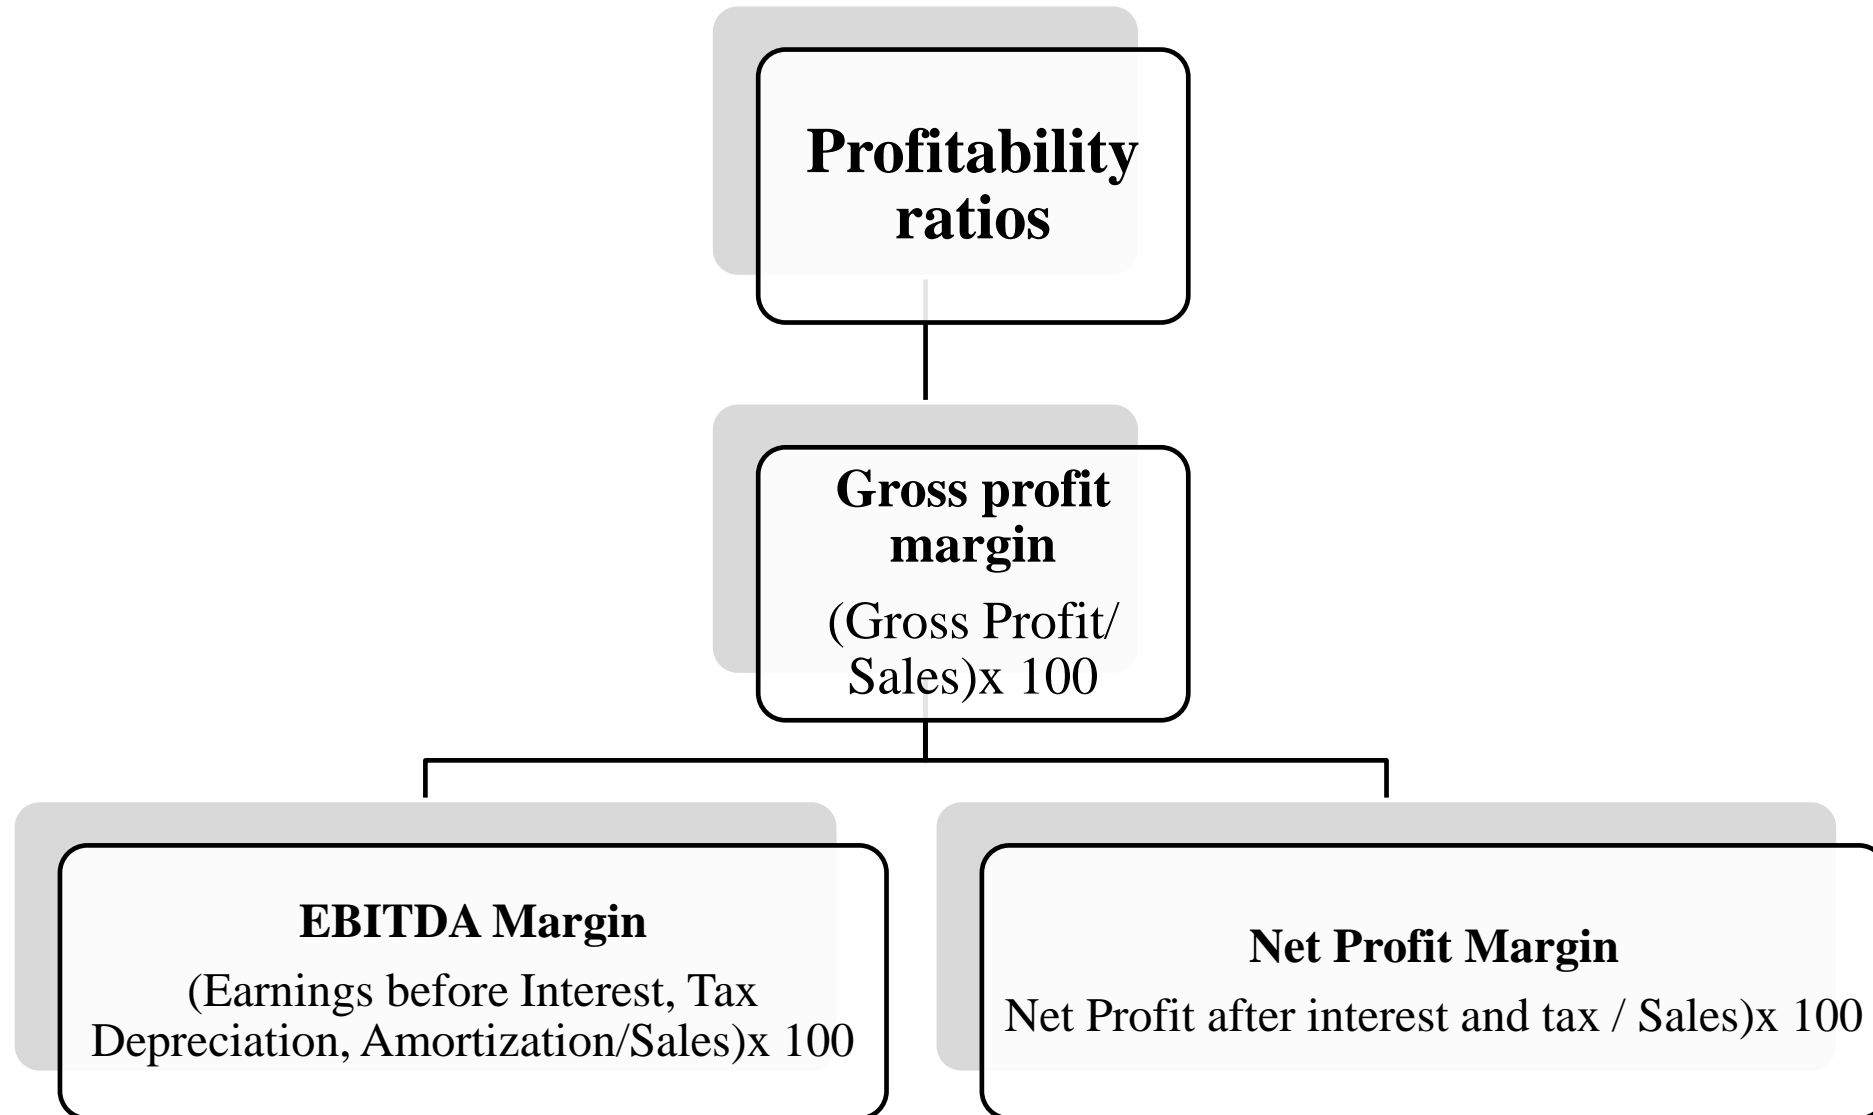 Profitability
ratios
Gross profit
margin
(Gross Profit/
Sales)x 100
EBITDA Margin
(Earnings before Interest, Tax
Depreciation, Amortization/Sales)x 100
Net Profit Margin
Net Profit after interest and tax / Sales)x 100